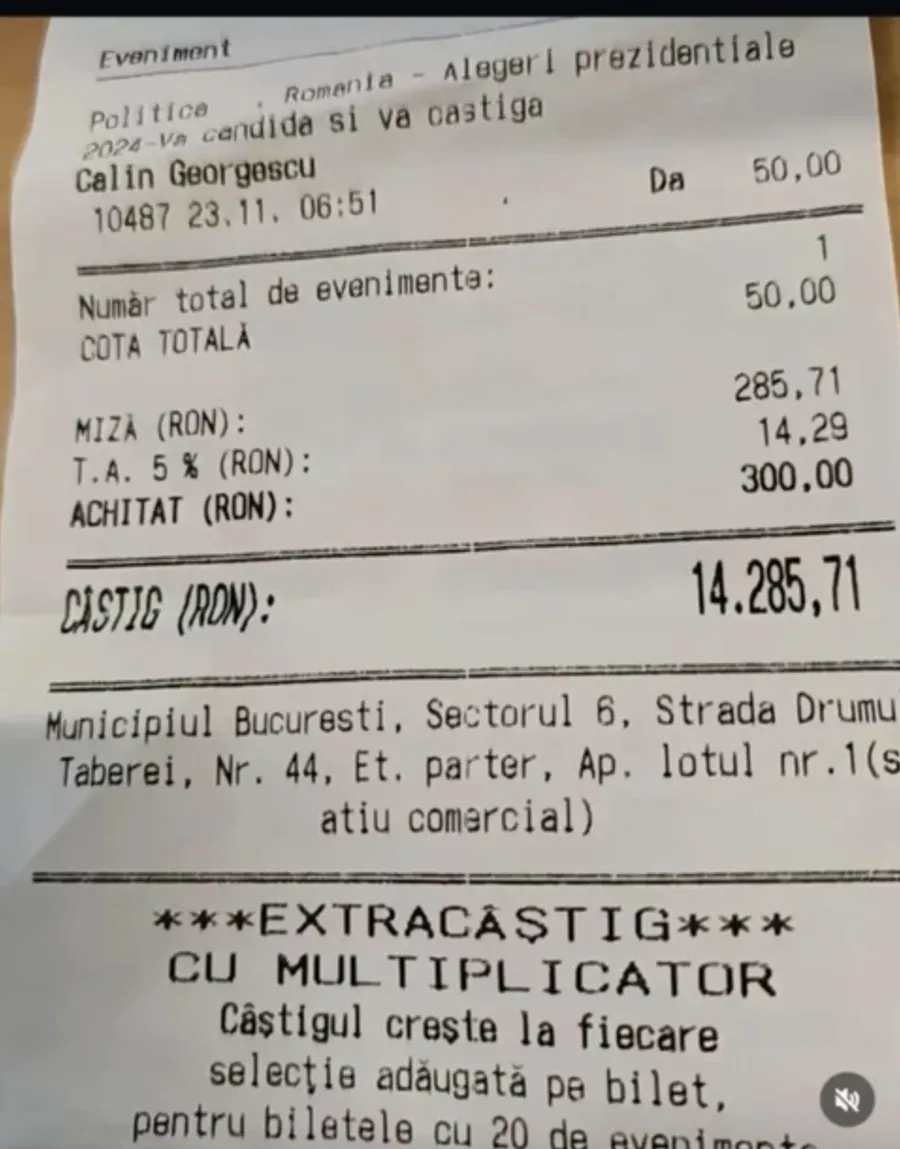 Eveniment
Politica . Romania - Alegeri prezidentiale
2024-Va candida si va castiga
Calin Georgescu
10487 23.11. 06:51 Da 50,00
Număr total de evenimente: 1
COTA TOTALĂ 50,00
MIZĂ (RON): 285,71
T.A. 5 % (RON): 14,29
ACHITAT (RON): 300,00
CÂȘTIG (RON): 14.285,71
Municipiul Bucuresti, Sectorul 6, Strada Drumu
Taberei, Nr. 44, Et. parter, Ap. lotul nr.1(s
atiu comercial)
***EXTRACÂȘTIG***
CU MULTIPLICATOR
Câștigul crește la fiecare
selecție adăugată pe bilet,
pentru biletele cu 20 de evenimente